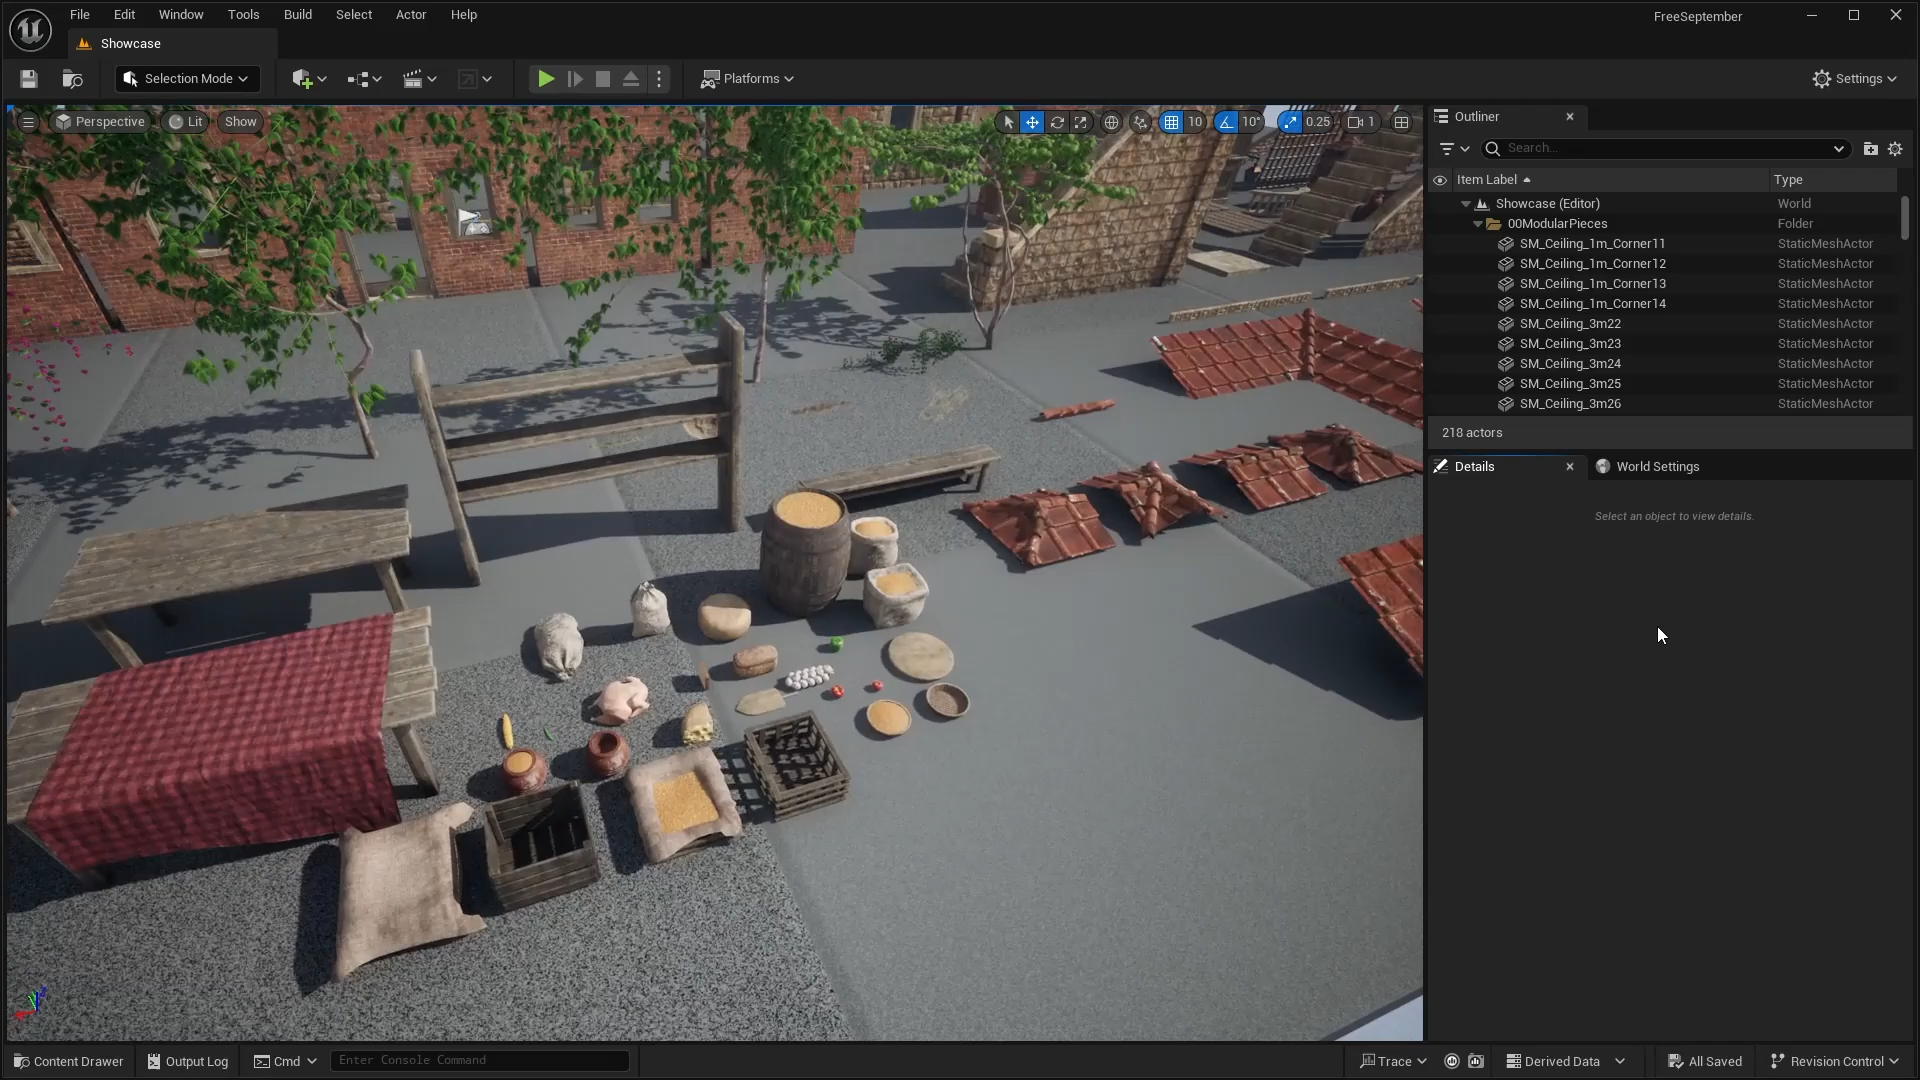 File Edit Window Tools Build Select Actor Help
FreeSeptember
Showcase
Selection Mode
Platforms
Settings
Perspective Lit Show
10 10° 0.25 1
Outliner
Search...
Item Label Type
Showcase (Editor) World
00ModularPieces Folder
SM_Ceiling_1m_Corner11 StaticMeshActor
SM_Ceiling_1m_Corner12 StaticMeshActor
SM_Ceiling_1m_Corner13 StaticMeshActor
SM_Ceiling_1m_Corner14 StaticMeshActor
SM_Ceiling_3m22 StaticMeshActor
SM_Ceiling_3m23 StaticMeshActor
SM_Ceiling_3m24 StaticMeshActor
SM_Ceiling_3m25 StaticMeshActor
SM_Ceiling_3m26 StaticMeshActor
218 actors
Details World Settings
Select an object to view details.
Content Drawer Output Log Cmd Enter Console Command
Trace Derived Data All Saved Revision Control